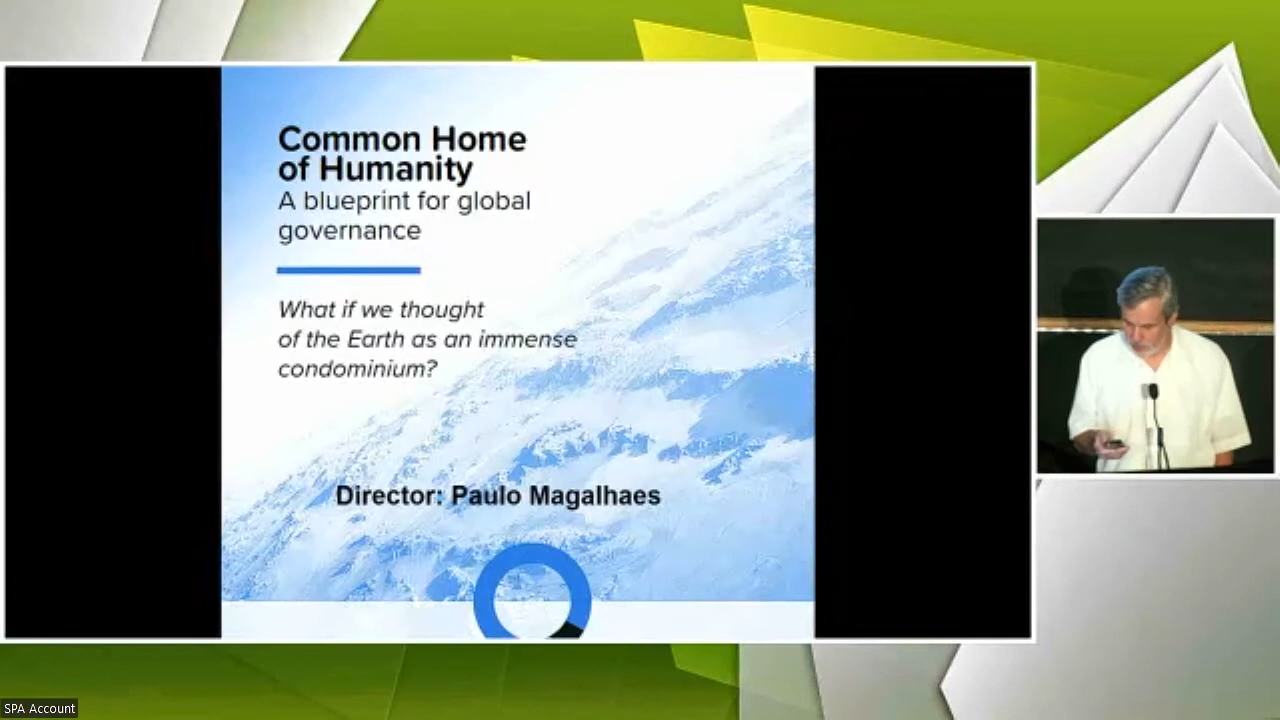 Common Home
of Humanity
A blueprint for global
governance
What if we thought
of the Earth as an immense
condominium?
Director: Paulo Magalhaes
SPA Account